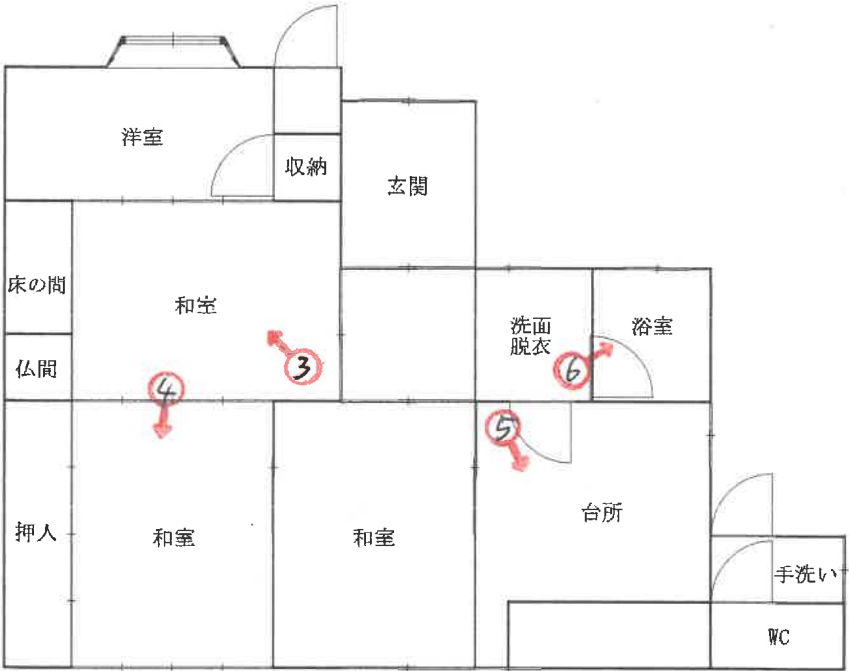 洋室
収納
玄関
床の間
和室
洗面
脱衣
浴室
仏間
③
④
⑥
⑤
押人
和室
和室
台所
手洗い
WC